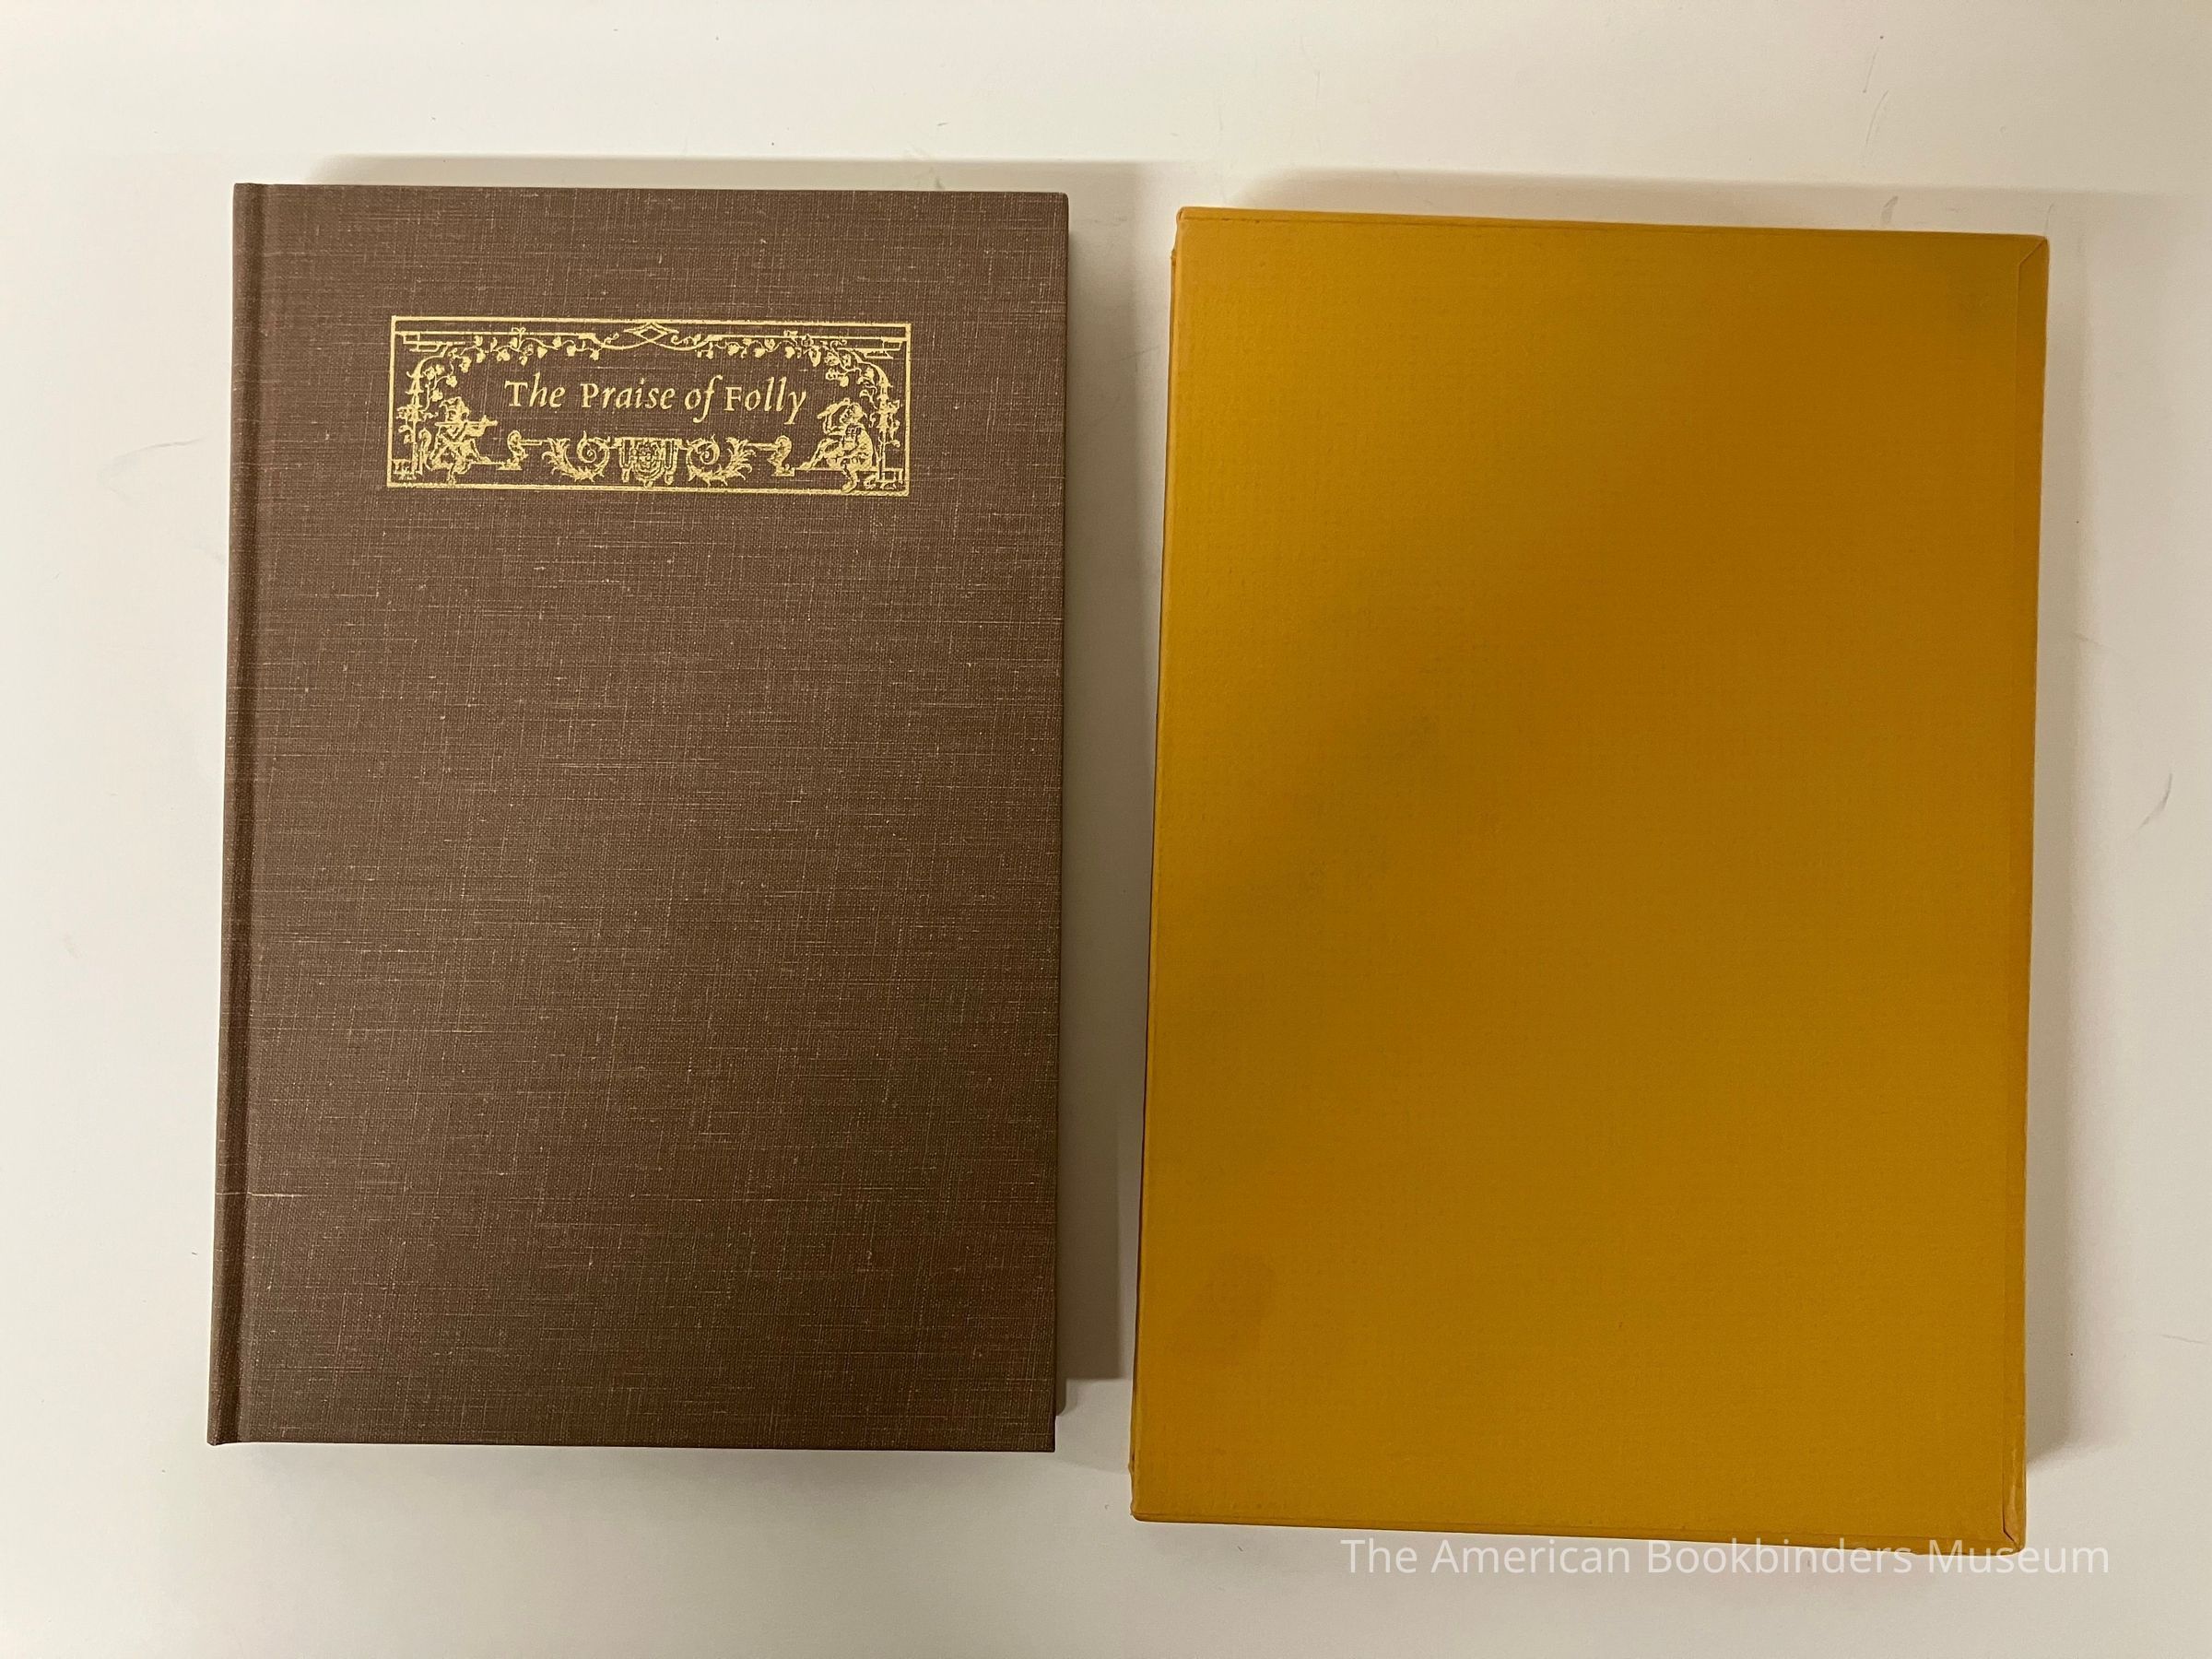 The Praise of Folly
The American Bookbinders Museum